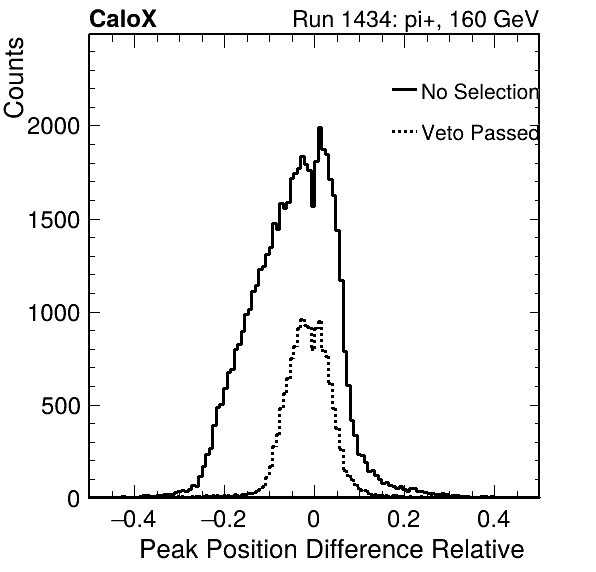 CaloX Run 1434: pi+, 160 GeV
Counts
No Selection
Veto Passed
2000
1500
1000
500
0
−0.4 −0.2 0 0.2 0.4
Peak Position Difference Relative